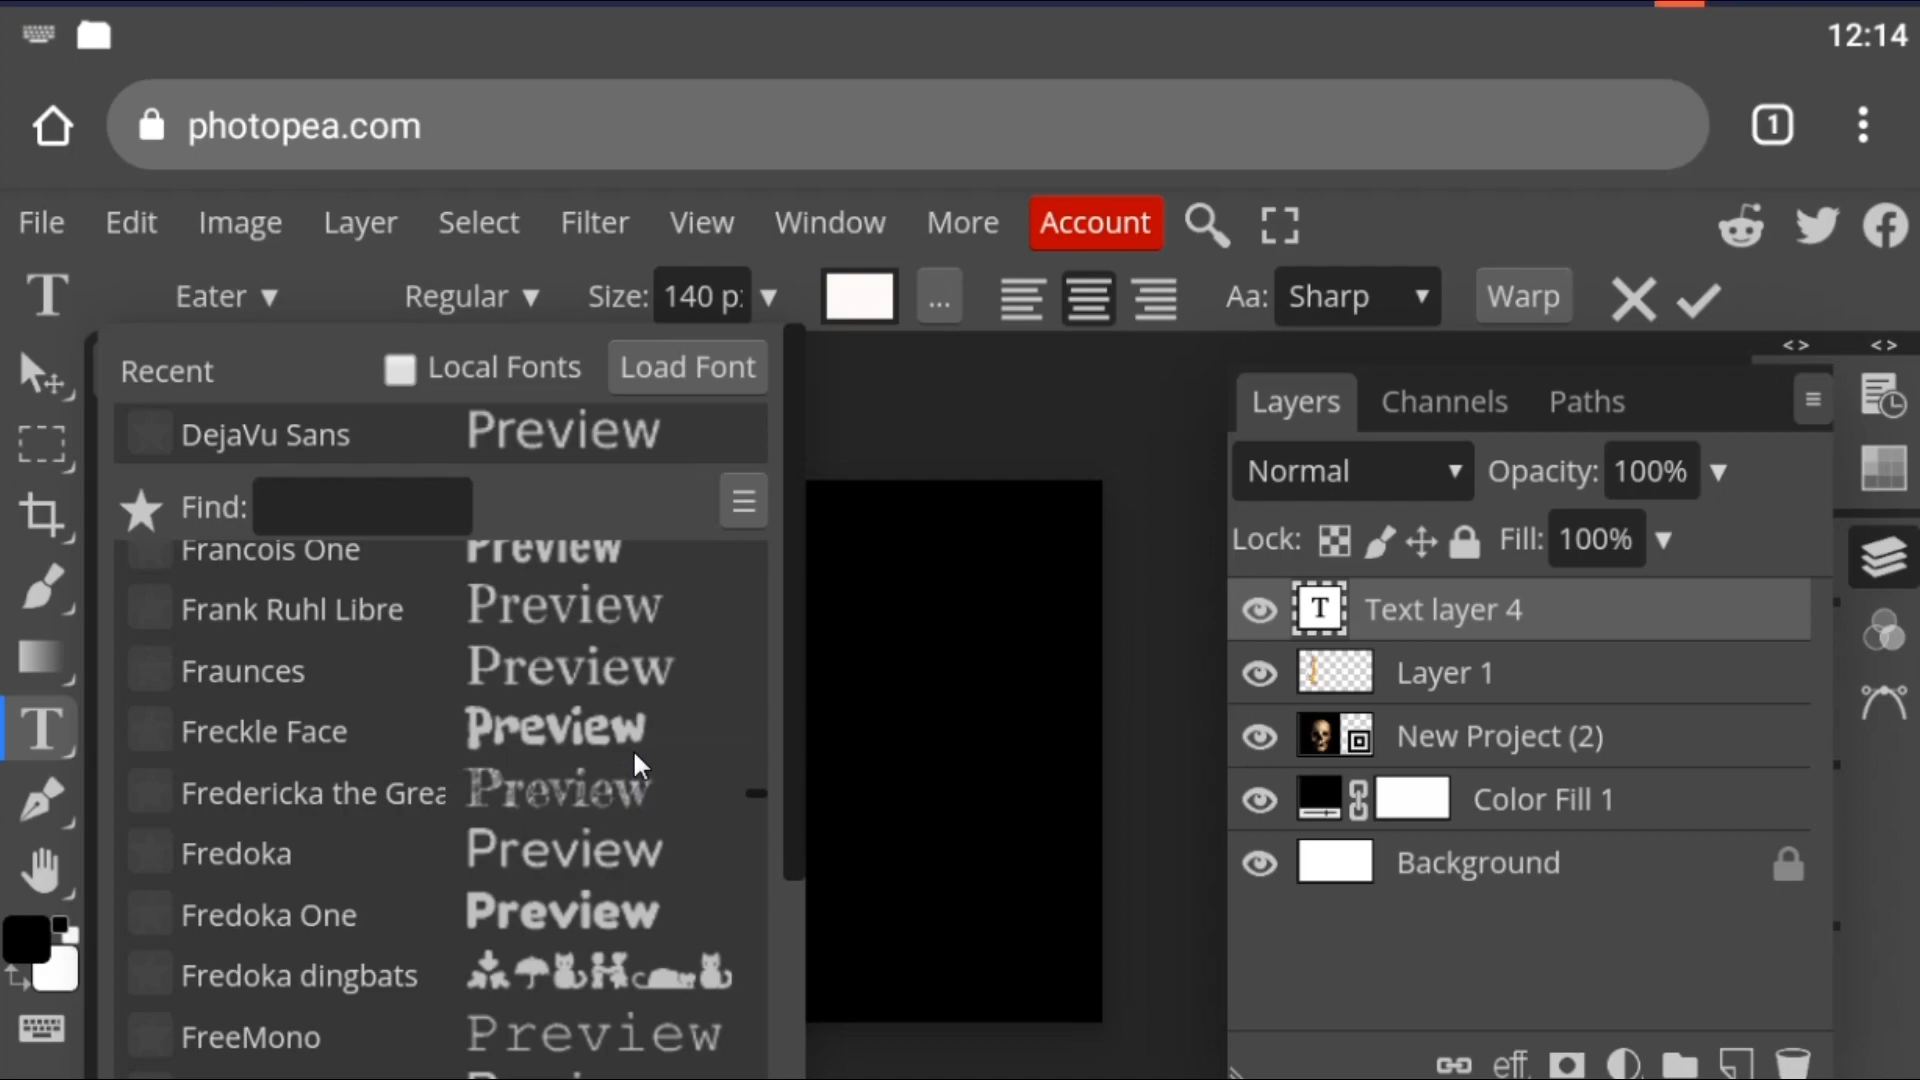 12:14
photopea.com
1
File Edit Image Layer Select Filter View Window More Account
T Eater ▼ Regular ▼ Size: 140 p: ▼ ... Aa: Sharp ▼ Warp
< > < >
Recent Local Fonts Load Font
DejaVu Sans Preview
Find:
Francois One Preview
Frank Ruhl Libre Preview
Fraunces Preview
Freckle Face Preview
Fredericka the Grea Preview
Fredoka Preview
Fredoka One Preview
Fredoka dingbats
FreeMono Preview
T
Layers Channels Paths
Normal ▼ Opacity: 100% ▼
Lock: Fill: 100% ▼
T Text layer 4
Layer 1
New Project (2)
Color Fill 1
Background
eff